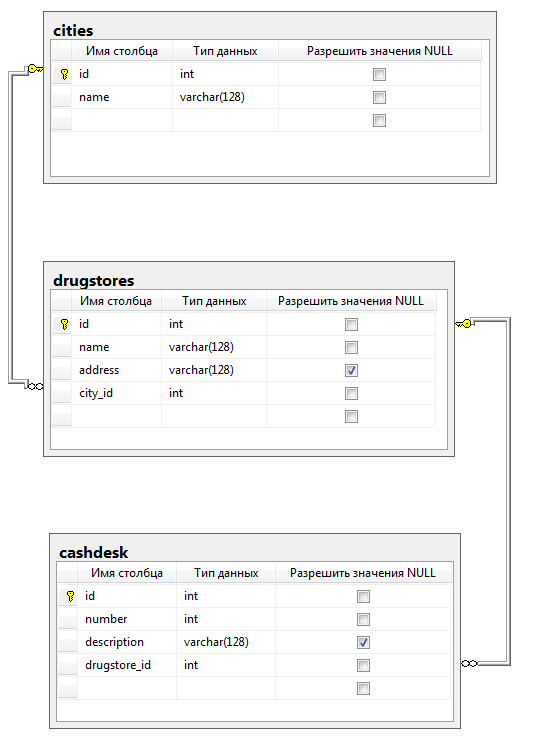 cities
Имя столбца Тип данных Разрешить значения NULL
id int
name varchar(128)
drugstores
Имя столбца Тип данных Разрешить значения NULL
id int
name varchar(128)
address varchar(128)
city_id int
cashdesk
Имя столбца Тип данных Разрешить значения NULL
id int
number int
description varchar(128)
drugstore_id int